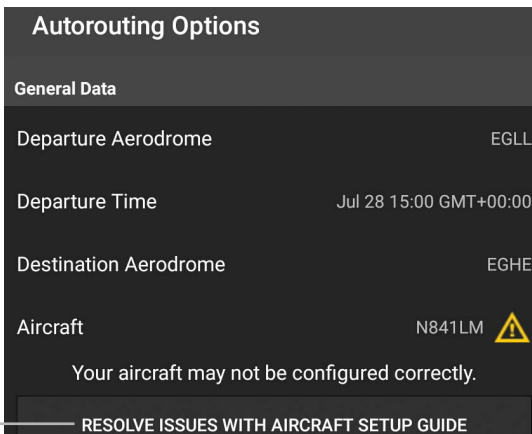 Autorouting Options
General Data
Departure Aerodrome EGLL
Departure Time Jul 28 15:00 GMT+00:00
Destination Aerodrome EGHE
Aircraft N841LM
Your aircraft may not be configured correctly.
RESOLVE ISSUES WITH AIRCRAFT SETUP GUIDE